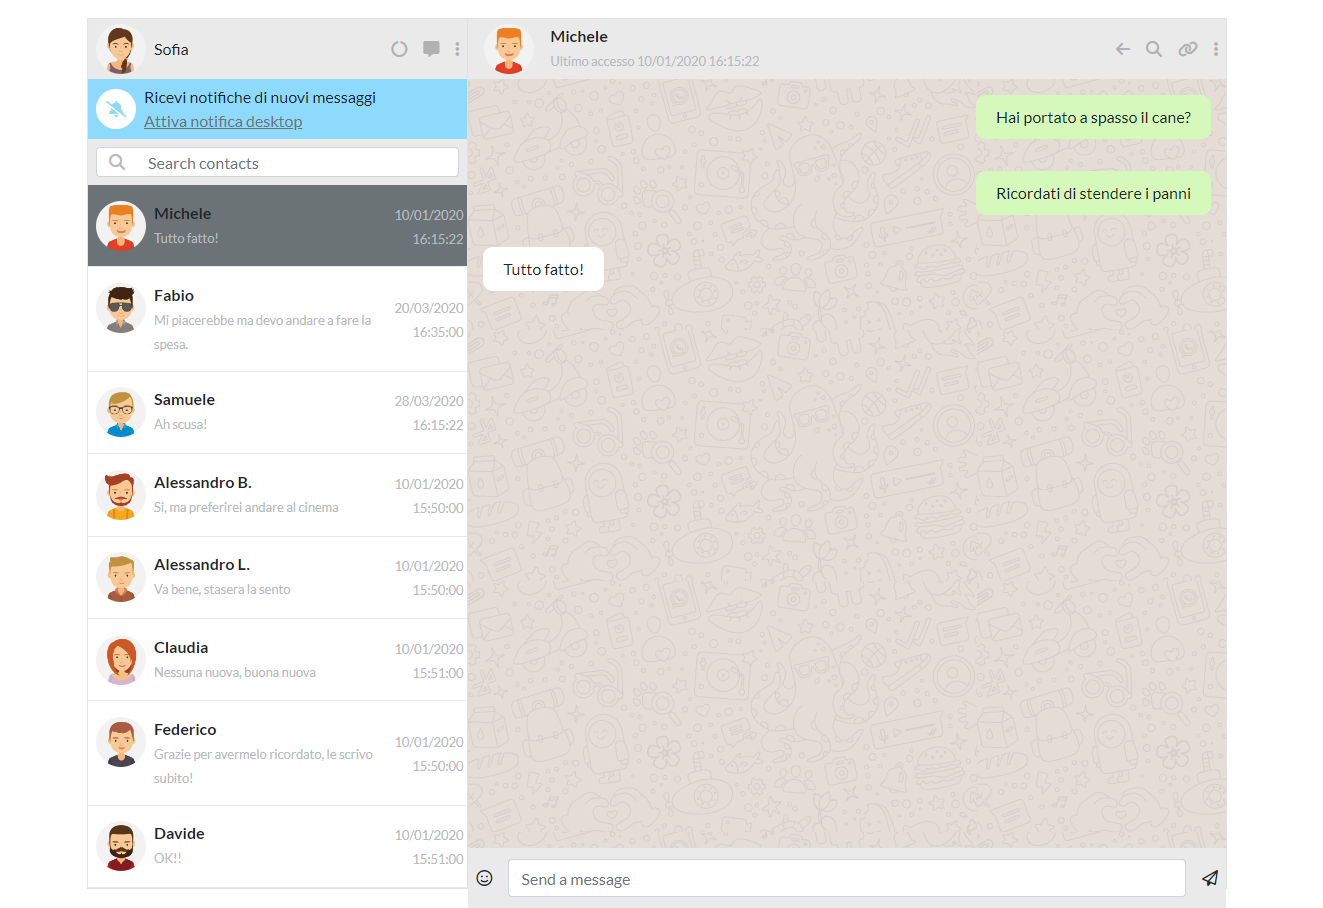 Sofia
Ricevi notifiche di nuovi messaggi
Attiva notifica desktop
Search contacts
Michele
10/01/2020
Tutto fatto!
16:15:22
Fabio
20/03/2020
Mi piacerebbe ma devo andare a fare la
16:35:00
spesa.
Samuele
28/03/2020
Ah scusa!
16:15:22
Alessandro B.
10/01/2020
Si, ma preferirei andare al cinema
15:50:00
Alessandro L.
10/01/2020
Va bene, stasera la sento
15:50:00
Claudia
10/01/2020
Nessuna nuova, buona nuova
15:51:00
Federico
10/01/2020
Grazie per avermelo ricordato, le scrivo
15:50:00
subito!
Davide
10/01/2020
OK!!
15:51:00
Michele
Ultimo accesso 10/01/2020 16:15:22
Hai portato a spasso il cane?
Ricordati di stendere i panni
Tutto fatto!
Send a message